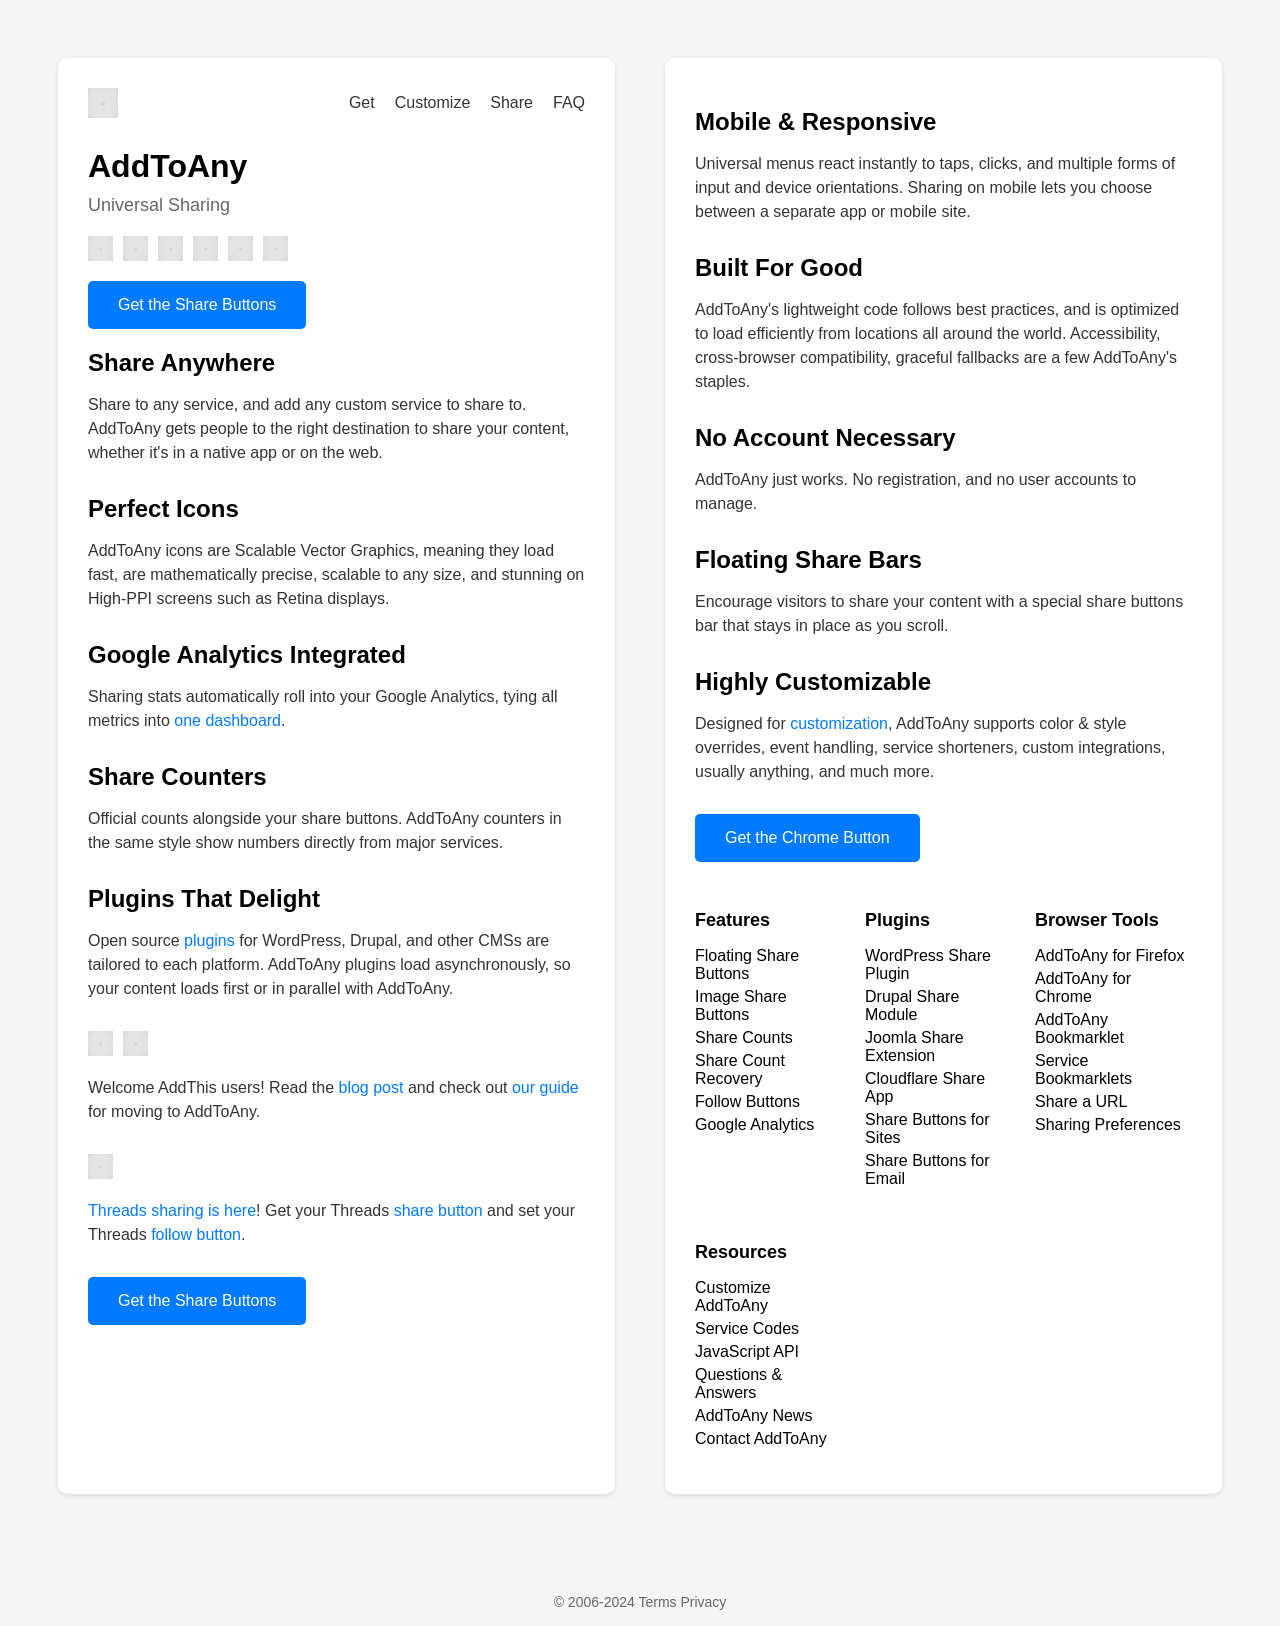 Get Customize Share FAQ
AddToAny
Universal Sharing
Get the Share Buttons
Share Anywhere
Share to any service, and add any custom service to share to.
AddToAny gets people to the right destination to share your content,
whether it's in a native app or on the web.
Perfect Icons
AddToAny icons are Scalable Vector Graphics, meaning they load
fast, are mathematically precise, scalable to any size, and stunning on
High-PPI screens such as Retina displays.
Google Analytics Integrated
Sharing stats automatically roll into your Google Analytics, tying all
metrics into one dashboard.
Share Counters
Official counts alongside your share buttons. AddToAny counters in
the same style show numbers directly from major services.
Plugins That Delight
Open source plugins for WordPress, Drupal, and other CMSs are
tailored to each platform. AddToAny plugins load asynchronously, so
your content loads first or in parallel with AddToAny.
Welcome AddThis users! Read the blog post and check out our guide
for moving to AddToAny.
Threads sharing is here! Get your Threads share button and set your
Threads follow button.
Get the Share Buttons
Mobile & Responsive
Universal menus react instantly to taps, clicks, and multiple forms of
input and device orientations. Sharing on mobile lets you choose
between a separate app or mobile site.
Built For Good
AddToAny's lightweight code follows best practices, and is optimized
to load efficiently from locations all around the world. Accessibility,
cross-browser compatibility, graceful fallbacks are a few AddToAny's
staples.
No Account Necessary
AddToAny just works. No registration, and no user accounts to
manage.
Floating Share Bars
Encourage visitors to share your content with a special share buttons
bar that stays in place as you scroll.
Highly Customizable
Designed for customization, AddToAny supports color & style
overrides, event handling, service shorteners, custom integrations,
usually anything, and much more.
Get the Chrome Button
Features
Floating Share
Buttons
Image Share
Buttons
Share Counts
Share Count
Recovery
Follow Buttons
Google Analytics
Plugins
WordPress Share
Plugin
Drupal Share
Module
Joomla Share
Extension
Cloudflare Share
App
Share Buttons for
Sites
Share Buttons for
Email
Browser Tools
AddToAny for Firefox
AddToAny for
Chrome
AddToAny
Bookmarklet
Service
Bookmarklets
Share a URL
Sharing Preferences
Resources
Customize
AddToAny
Service Codes
JavaScript API
Questions &
Answers
AddToAny News
Contact AddToAny
© 2006-2024 Terms Privacy